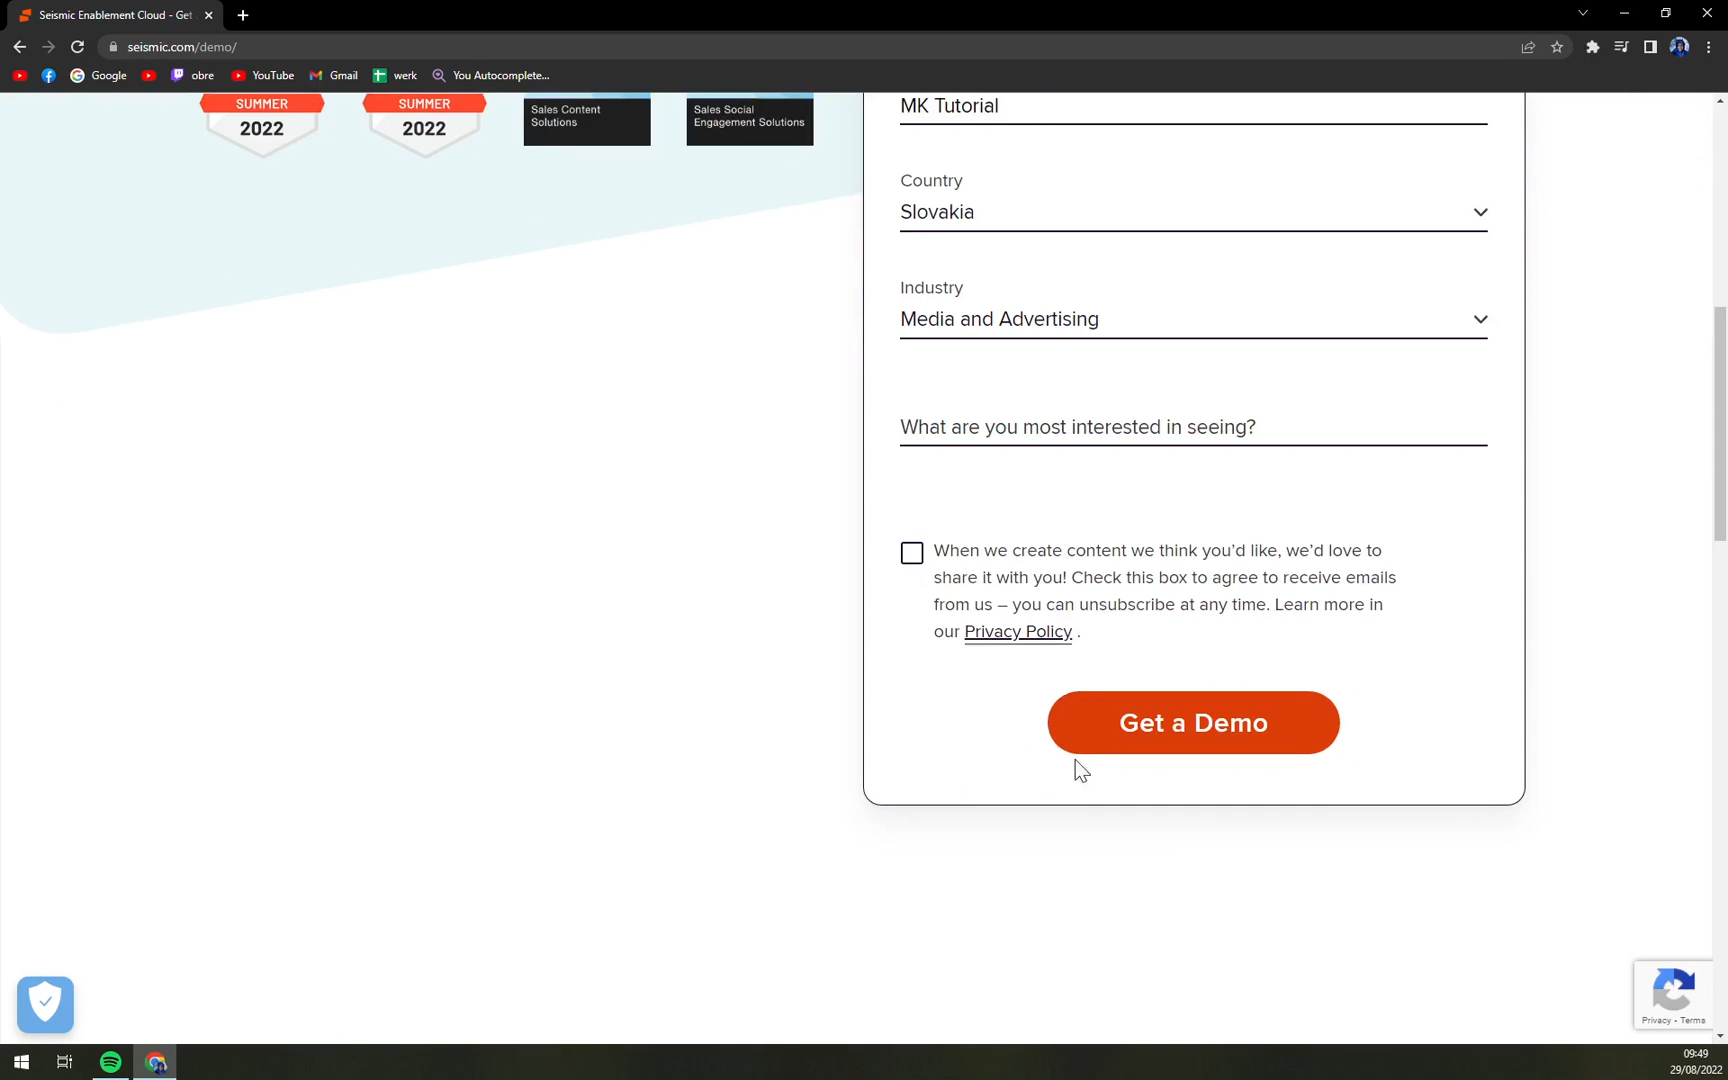 Seismic Enablement Cloud - Get
seismic.com/demo/
Google
obre
YouTube
Gmail
werk
You Autocomplete...
SUMMER
2022
SUMMER
2022
Sales Content
Solutions
Sales Social
Engagement Solutions
MK Tutorial
Country
Slovakia
Industry
Media and Advertising
What are you most interested in seeing?
When we create content we think you’d like, we’d love to
share it with you! Check this box to agree to receive emails
from us – you can unsubscribe at any time. Learn more in
our Privacy Policy .
Get a Demo
Privacy - Terms
09:49
29/08/2022